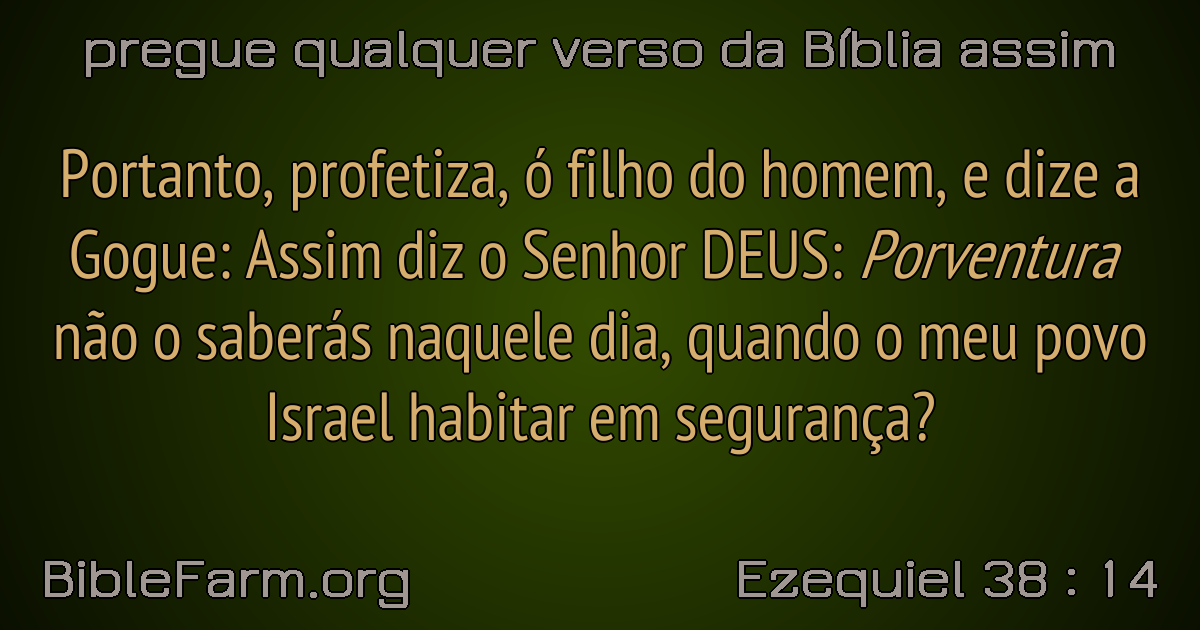 pregue qualquer verso da Bíblia assim
Portanto, profetiza, ó filho do homem, e dize a
Gogue: Assim diz o Senhor DEUS: Porventura
não o saberás naquele dia, quando o meu povo
Israel habitar em segurança?
BibleFarm.org
Ezequiel 38 : 14